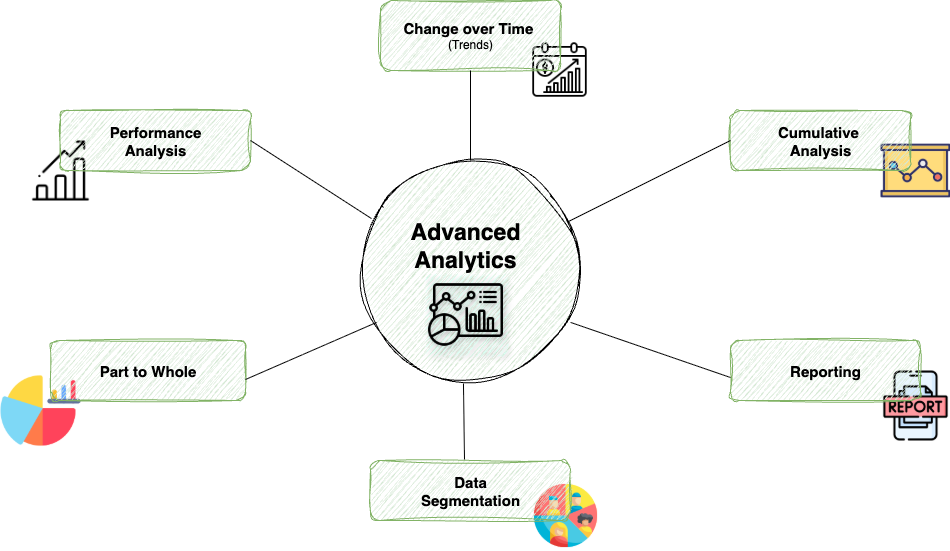 Change over Time
(Trends)
Performance
Analysis
Cumulative
Analysis
Advanced
Analytics
Part to Whole
Reporting
REPORT
Data
Segmentation